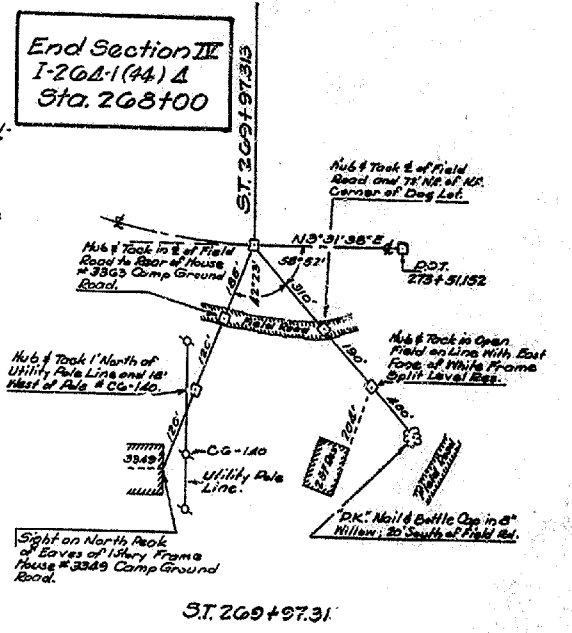 End Section IV
I-264-1(44) Δ
Sta. 268+00
S.T. 269+97.313
Hub & Tack ℄ of Field
Road and 75' N.E. of N.E.
Corner of Dog Lot.
N3°31'38"E
P.O.T.
273+51.152
Hub & Tack in ℄ of Field
Road to Rear of House
# 3363 Camp Ground
Road.
188'
42°23'
58°52'
310'
Field Road
Hub & Tack 1' North of
Utility Pole Line and 18'
West of Pole # CG-140.
126'
190'
Hub & Tack in Open
Field on Line With East
Face of White Frame
Split Level Res.
120'
3349
CG-140
Utility Pole
Line.
204'
400'
Field Road
"P.K." Nail & Bottle Cap in 8"
Willow; 20' South of Field Rd.
Sight on North Peak
of Eaves of 1 Story Frame
House # 3349 Camp Ground
Road.
S.T. 269+97.31